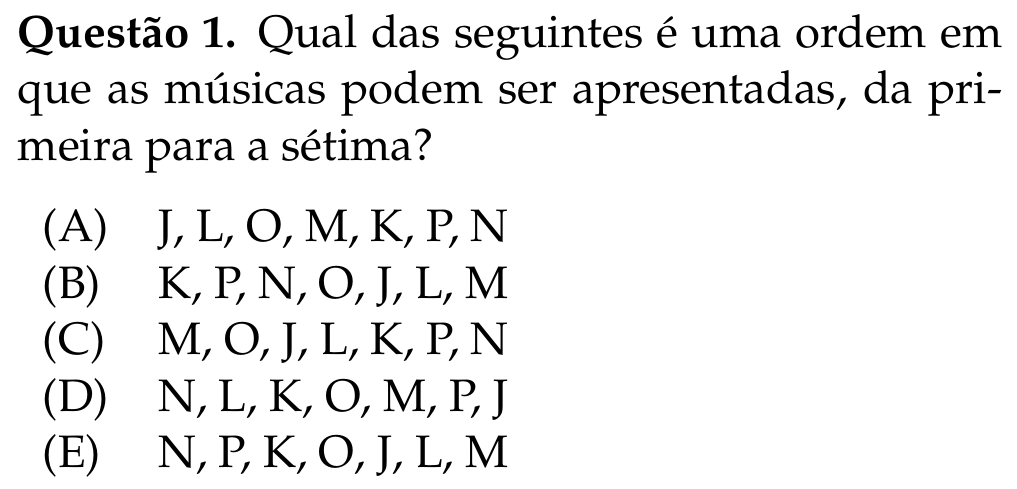 Questão 1. Qual das seguintes é uma ordem em
que as músicas podem ser apresentadas, da pri-
meira para a sétima?
(A) J, L, O, M, K, P, N
(B) K, P, N, O, J, L, M
(C) M, O, J, L, K, P, N
(D) N, L, K, O, M, P, J
(E) N, P, K, O, J, L, M